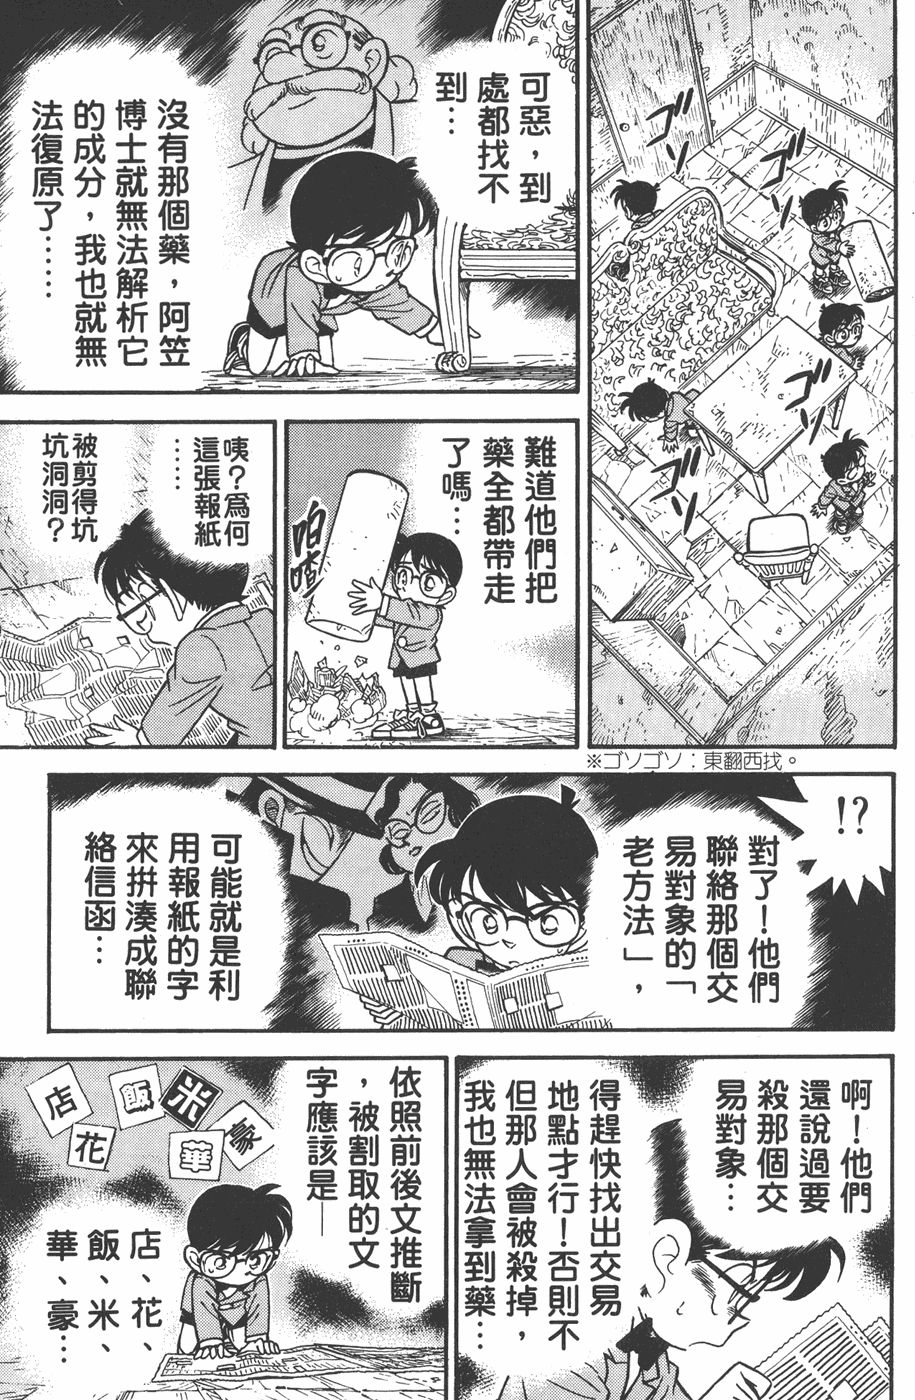 ゴソ
ゴソ
ゴソ
ゴソ
※ゴソゴソ：東翻西找。
可惡，到
處都找不
到…
沒有那個藥，阿笠
博士就無法解析它
的成分，我也就無
法復原了……
難道他們把
藥全都帶走
了嗎…
啪喳
咦？為何
這張報紙
……
被剪得坑
坑洞洞？
!?
對了！他們
聯絡那個交
易對象的「
老方法」，
可能就是利
用報紙的字
來拼湊成聯
絡信函…
啊！他們
還說過要
殺那個交
易對象…
得趕快找出交易
地點才行！否則不
但那人會被殺掉，
我也無法拿到藥…
依照前後文推斷
，被割取的文
字應該是—
豪
米
華
飯
花
店
店、花、
飯、米、
華、豪…